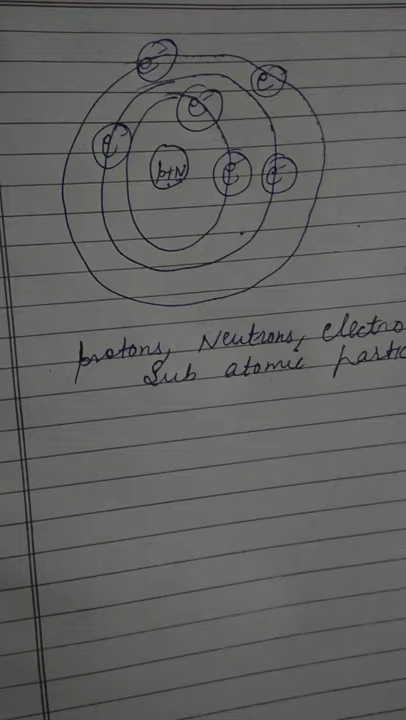 e⁻
e⁻
e⁻
e⁻
p+N
e⁻
e⁻
protons, Neutrons, electro
Sub atomic partic